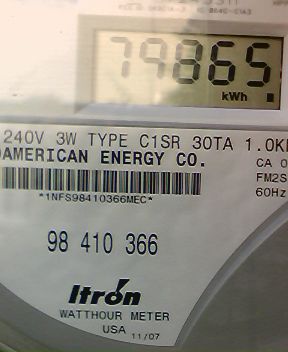 79865
kWh
240V 3W TYPE C1SR 30TA 1.0K
AMERICAN ENERGY CO.
CA 0
*1NFS98410366MEC*
FM2S
60Hz
98 410 366
Itron
WATTHOUR METER
USA 11/07